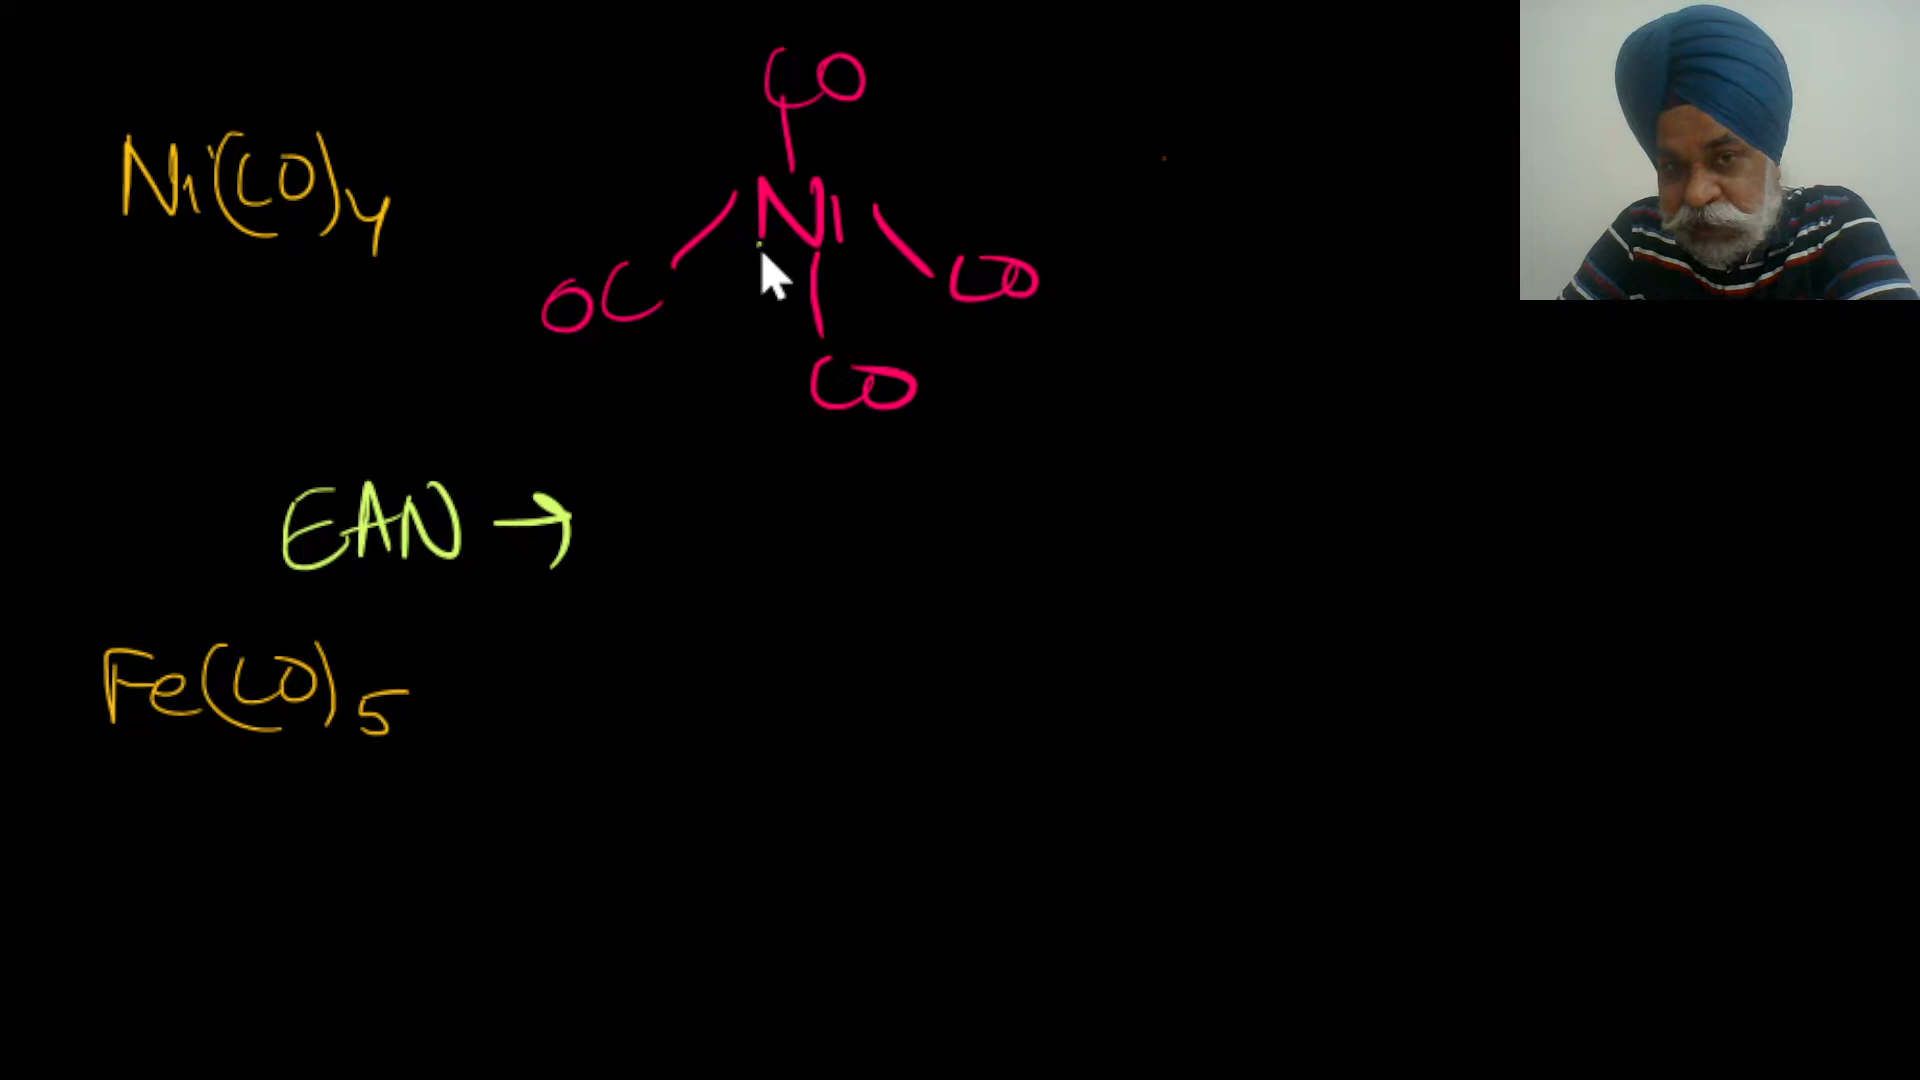 CO
Ni(CO)4
Ni
OC
CO
CO
EAN →
Fe(CO)5